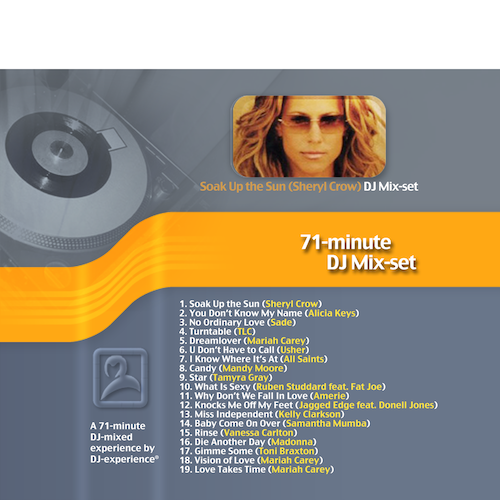 Soak Up the Sun (Sheryl Crow) DJ Mix-set
71-minute
DJ Mix-set
1. Soak Up the Sun (Sheryl Crow)
2. You Don't Know My Name (Alicia Keys)
3. No Ordinary Love (Sade)
4. Turntable (TLC)
5. Dreamlover (Mariah Carey)
6. U Don't Have to Call (Usher)
7. I Know Where It's At (All Saints)
8. Candy (Mandy Moore)
9. Star (Tamyra Gray)
10. What Is Sexy (Ruben Studdard feat. Fat Joe)
11. Why Don't We Fall In Love (Amerie)
12. Knocks Me Off My Feet (Jagged Edge feat. Donell Jones)
13. Miss Independent (Kelly Clarkson)
14. Baby Come On Over (Samantha Mumba)
15. Rinse (Vanessa Carlton)
16. Die Another Day (Madonna)
17. Gimme Some (Toni Braxton)
18. Vision of Love (Mariah Carey)
19. Love Takes Time (Mariah Carey)
A 71-minute
DJ-mixed
experience by
DJ-experience®